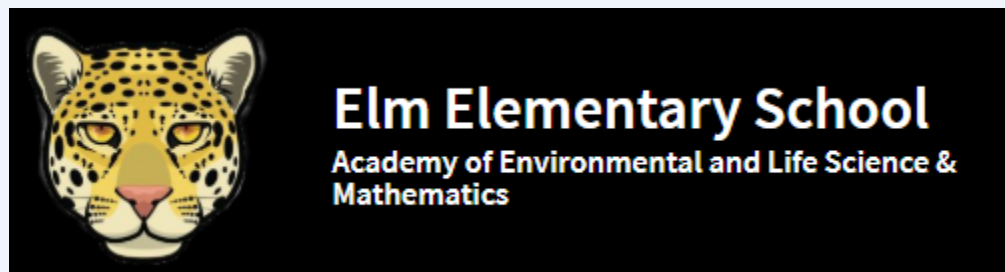 Elm Elementary School
Academy of Environmental and Life Science &
Mathematics